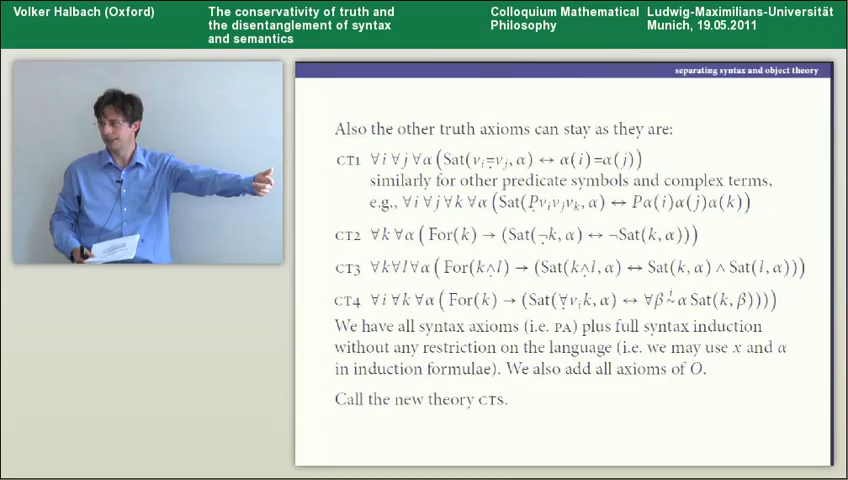 Volker Halbach (Oxford)
The conservativity of truth and
the disentanglement of syntax
and semantics
Colloquium Mathematical
Philosophy
Ludwig-Maximilians-Universität
Munich, 19.05.2011
separating syntax and object theory
Also the other truth axioms can stay as they are:
CT1 ∀i∀j∀α(Sat(vᵢ=̣vⱼ, α) ↔ α(i)=α(j))
similarly for other predicate symbols and complex terms,
e.g., ∀i∀j∀k∀α(Sat(P̣vᵢvⱼvₖ, α) ↔ Pα(i)α(j)α(k))
CT2 ∀k∀α(For(k) → (Sat(¬̣k, α) ↔ ¬Sat(k, α)))
CT3 ∀k∀l∀α(For(k∧̣l) → (Sat(k∧̣l, α) ↔ Sat(k, α) ∧ Sat(l, α)))
CT4 ∀i∀k∀α(For(k) → (Sat(∀̣vᵢk, α) ↔ ∀β ~ⁱ α Sat(k, β))))
We have all syntax axioms (i.e. PA) plus full syntax induction
without any restriction on the language (i.e. we may use x and α
in induction formulae). We also add all axioms of O.
Call the new theory CTS.